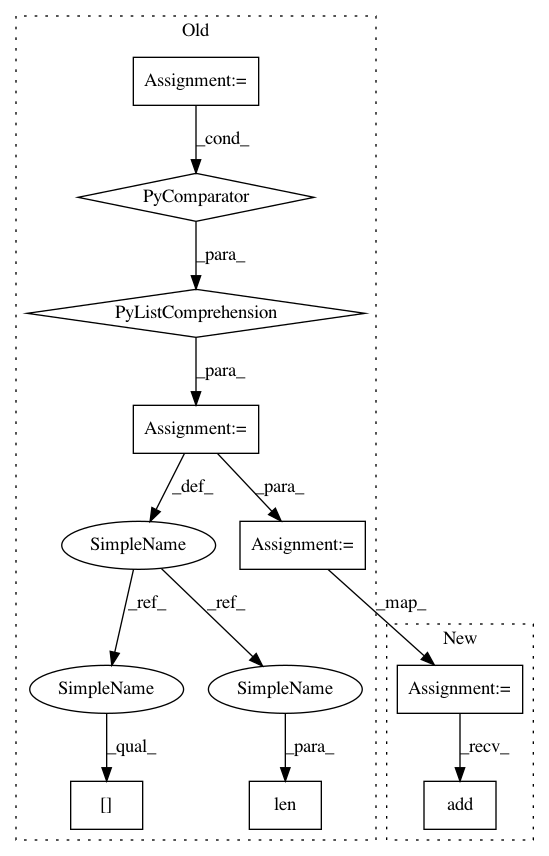 Old
Assignment:=
_cond_
PyComparator
_para_
PyListComprehension
_para_
Assignment:=
_def_
_para_
SimpleName
Assignment:=
_ref_
_ref_
_map_
New
SimpleName
SimpleName
Assignment:=
_qual_
_para_
_recv_
[]
len
add